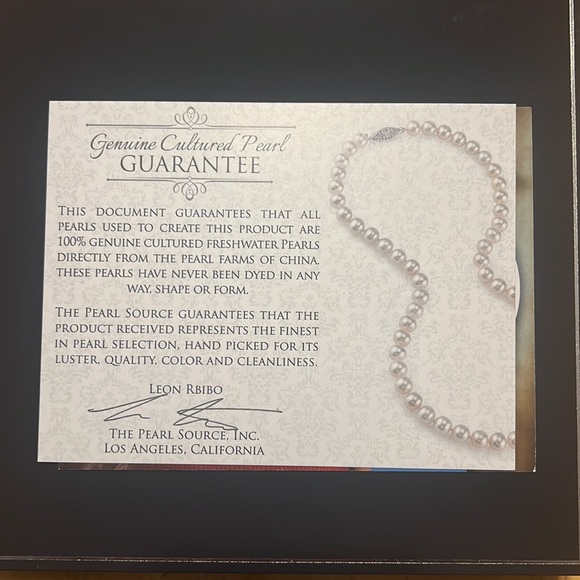 Genuine Cultured Pearl
GUARANTEE
THIS DOCUMENT GUARANTEES THAT ALL
PEARLS USED TO CREATE THIS PRODUCT ARE
100% GENUINE CULTURED FRESHWATER PEARLS
DIRECTLY FROM THE PEARL FARMS OF CHINA.
THESE PEARLS HAVE NEVER BEEN DYED IN ANY
WAY, SHAPE OR FORM.
THE PEARL SOURCE GUARANTEES THAT THE
PRODUCT RECEIVED REPRESENTS THE FINEST
IN PEARL SELECTION, HAND PICKED FOR ITS
LUSTER, QUALITY, COLOR AND CLEANLINESS.
LEON RBIBO
THE PEARL SOURCE, INC.
LOS ANGELES, CALIFORNIA